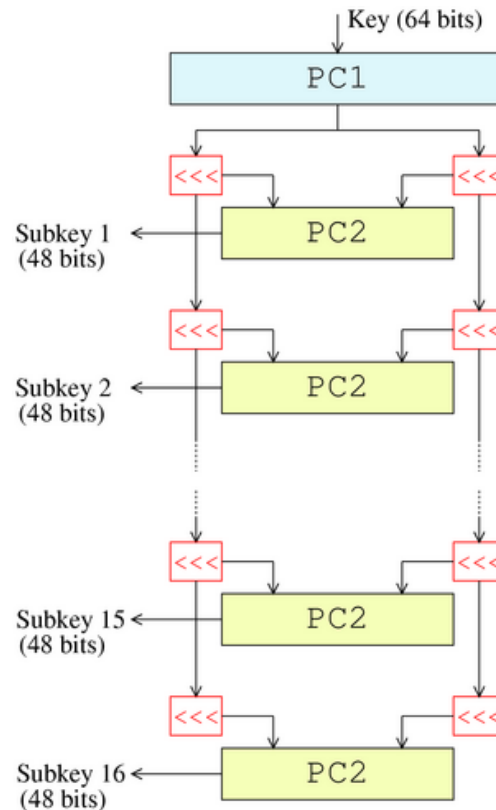 Key (64 bits)
PC1
<<< <<<
Subkey 1
(48 bits)
PC2
<<< <<<
Subkey 2
(48 bits)
PC2
<<< <<<
Subkey 15
(48 bits)
PC2
<<< <<<
Subkey 16
(48 bits)
PC2